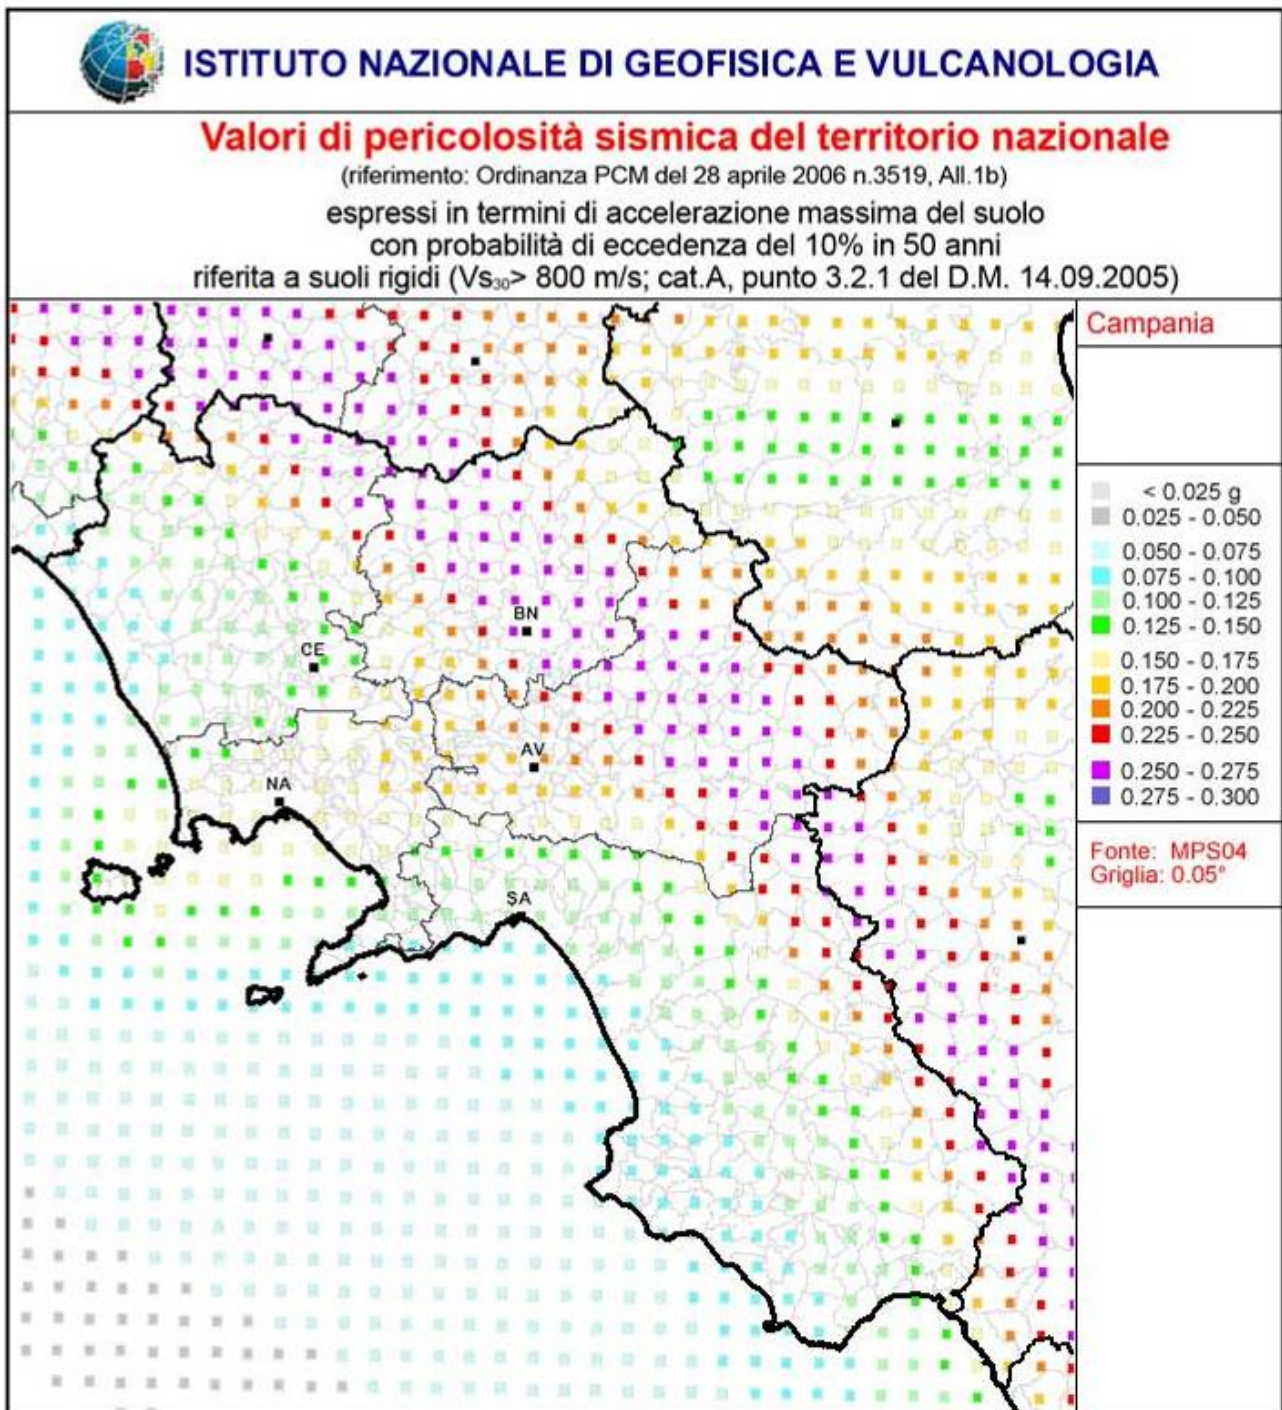 ISTITUTO NAZIONALE DI GEOFISICA E VULCANOLOGIA
Valori di pericolosità sismica del territorio nazionale
(riferimento: Ordinanza PCM del 28 aprile 2006 n.3519, All.1b)
espressi in termini di accelerazione massima del suolo
con probabilità di eccedenza del 10% in 50 anni
riferita a suoli rigidi (Vs₃₀> 800 m/s; cat.A, punto 3.2.1 del D.M. 14.09.2005)
Campania
< 0.025 g
0.025 - 0.050
0.050 - 0.075
0.075 - 0.100
0.100 - 0.125
0.125 - 0.150
0.150 - 0.175
0.175 - 0.200
0.200 - 0.225
0.225 - 0.250
0.250 - 0.275
0.275 - 0.300
Fonte: MPS04
Griglia: 0.05°
BN
CE
AV
NA
SA